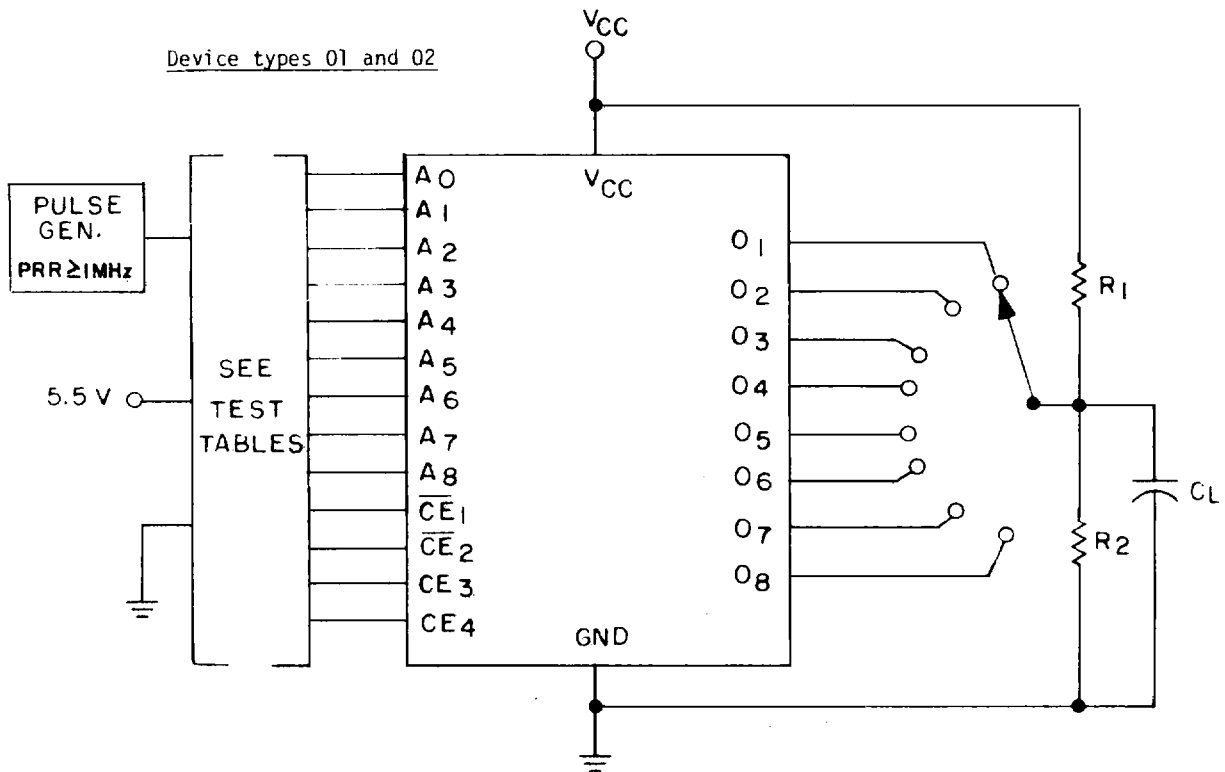 Device types 01 and 02
VCC
PULSE
GEN.
PRR≥1MHz
5.5 V
SEE
TEST
TABLES
A0
A1
A2
A3
A4
A5
A6
A7
A8
C̅E̅1
C̅E̅2
CE3
CE4
VCC
GND
O1
O2
O3
O4
O5
O6
O7
O8
R1
R2
CL